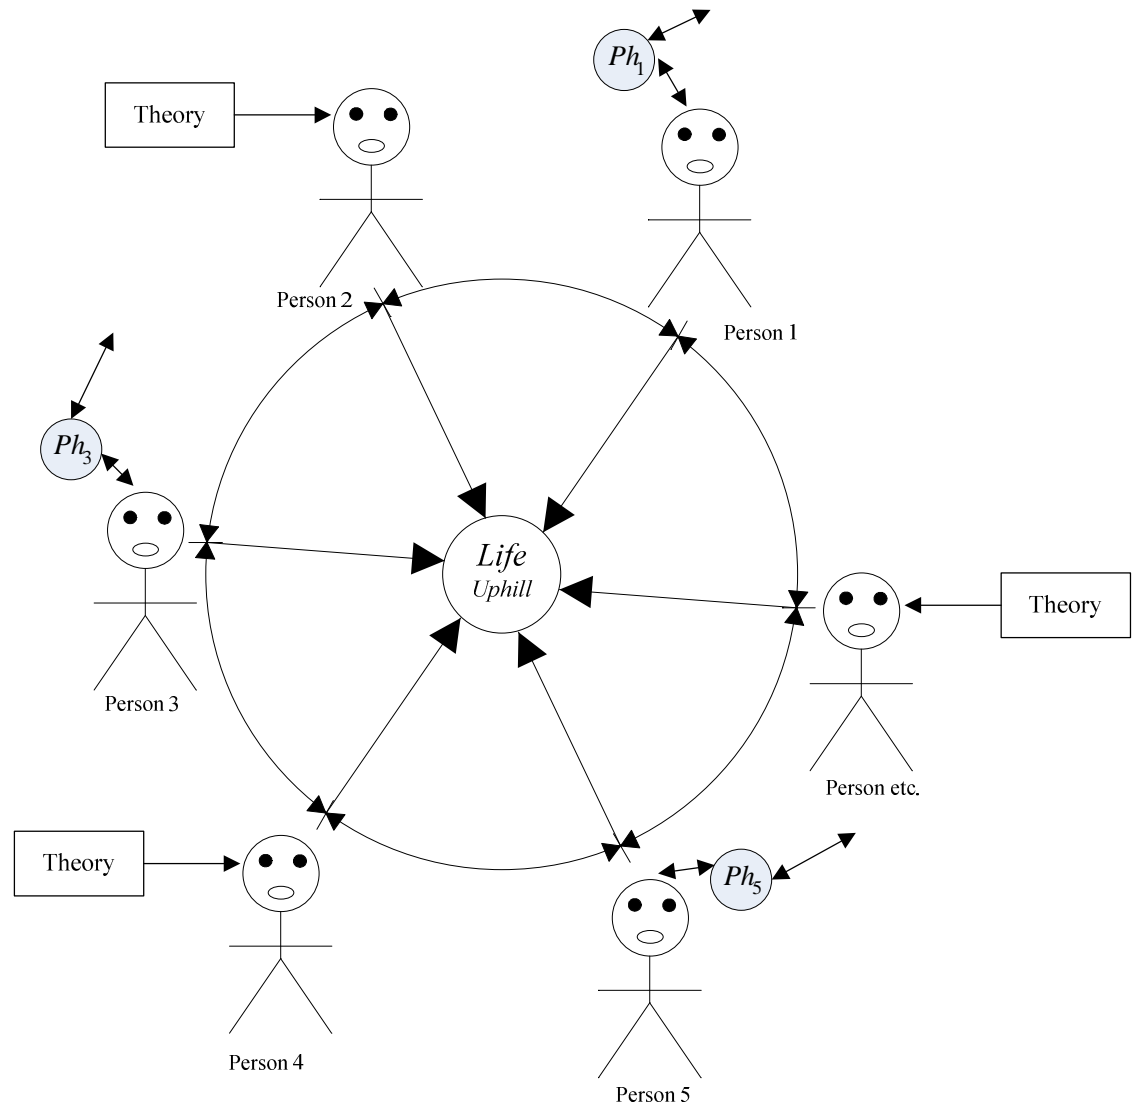 Ph1
Theory
Person 2
Person 1
Ph3
Life
Uphill
Theory
Person 3
Person etc.
Theory
Ph5
Person 4
Person 5